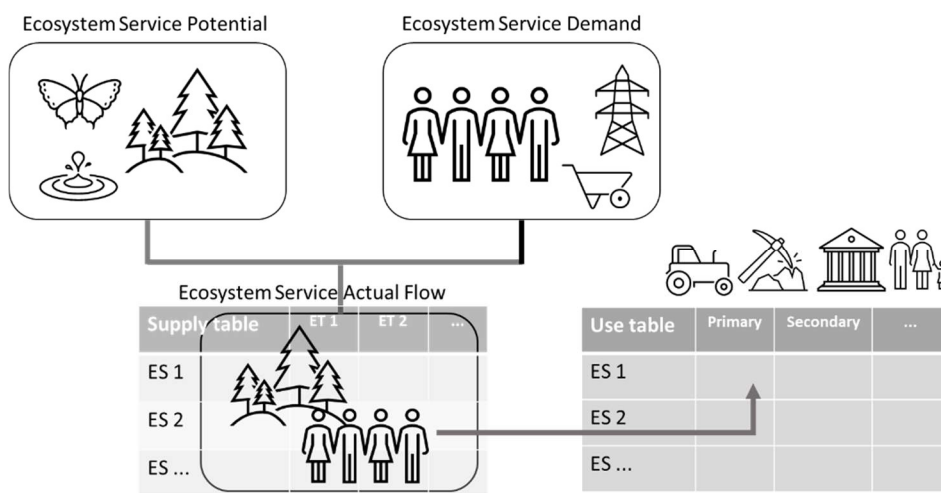 Ecosystem Service Potential
Ecosystem Service Demand
Ecosystem Service Actual Flow
Supply table ET 1 ET 2 ...
ES 1
ES 2
ES ...
Use table Primary Secondary ...
ES 1
ES 2
ES ...